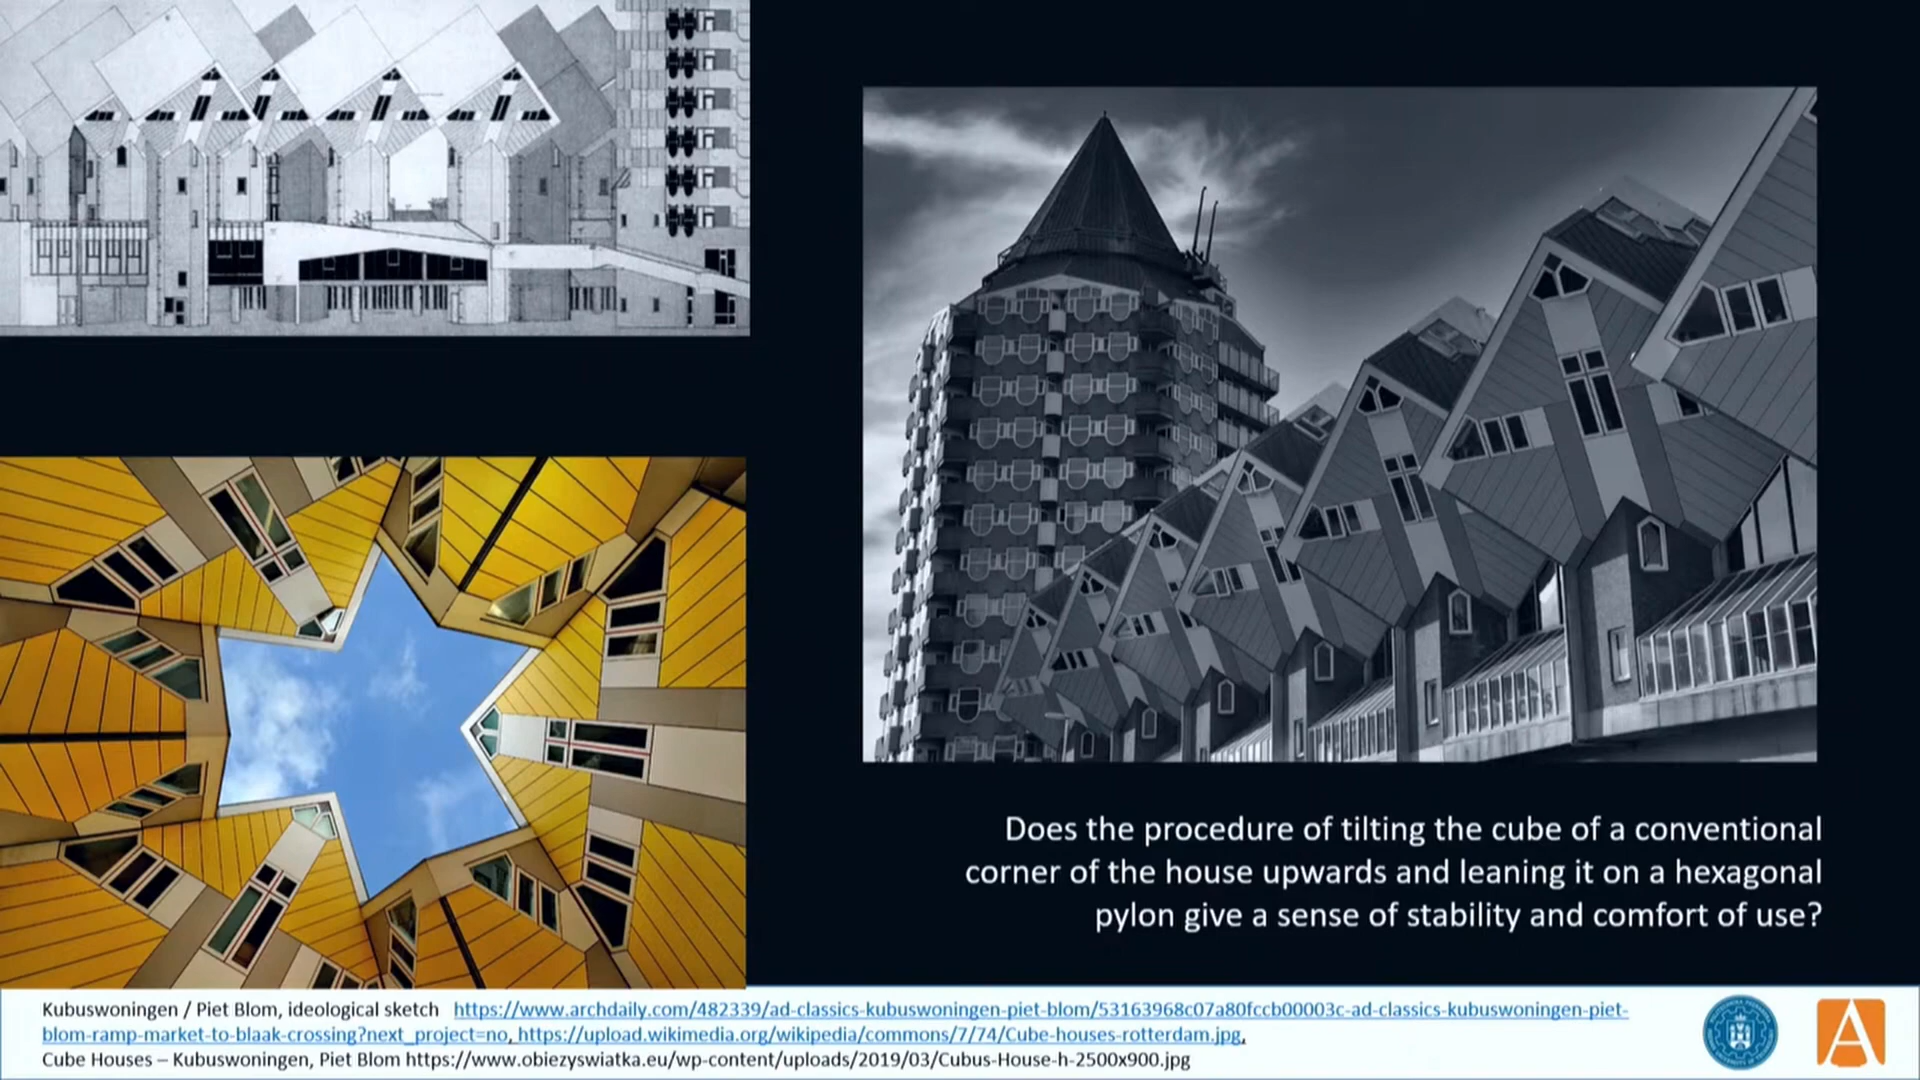 Does the procedure of tilting the cube of a conventional
corner of the house upwards and leaning it on a hexagonal
pylon give a sense of stability and comfort of use?
Kubuswoningen / Piet Blom, ideological sketch https://www.archdaily.com/482339/ad-classics-kubuswoningen-piet-blom/53163968c07a80fccb00003c-ad-classics-kubuswoningen-piet-
blom-ramp-market-to-blaak-crossing?next_project=no, https://upload.wikimedia.org/wikipedia/commons/7/74/Cube-houses-rotterdam.jpg,
Cube Houses – Kubuswoningen, Piet Blom https://www.obiezyswiatka.eu/wp-content/uploads/2019/03/Cubus-House-h-2500x900.jpg
A